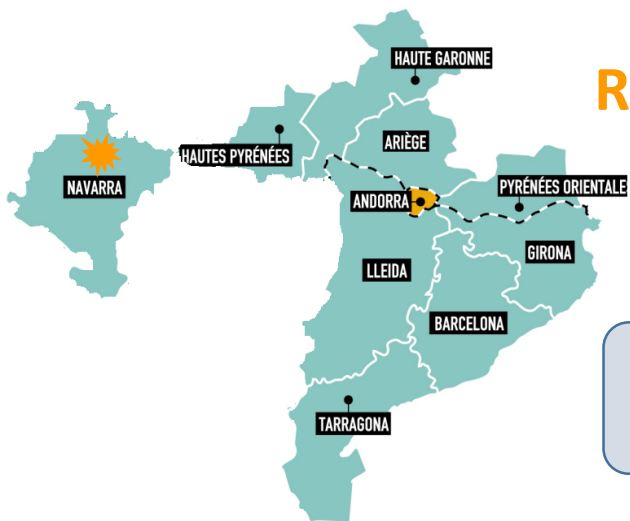 HAUTE GARONNE
R
ARIÈGE
HAUTES PYRÉNÉES
NAVARRA
PYRÉNÉES ORIENTALE
ANDORRA
GIRONA
LLEIDA
BARCELONA
TARRAGONA